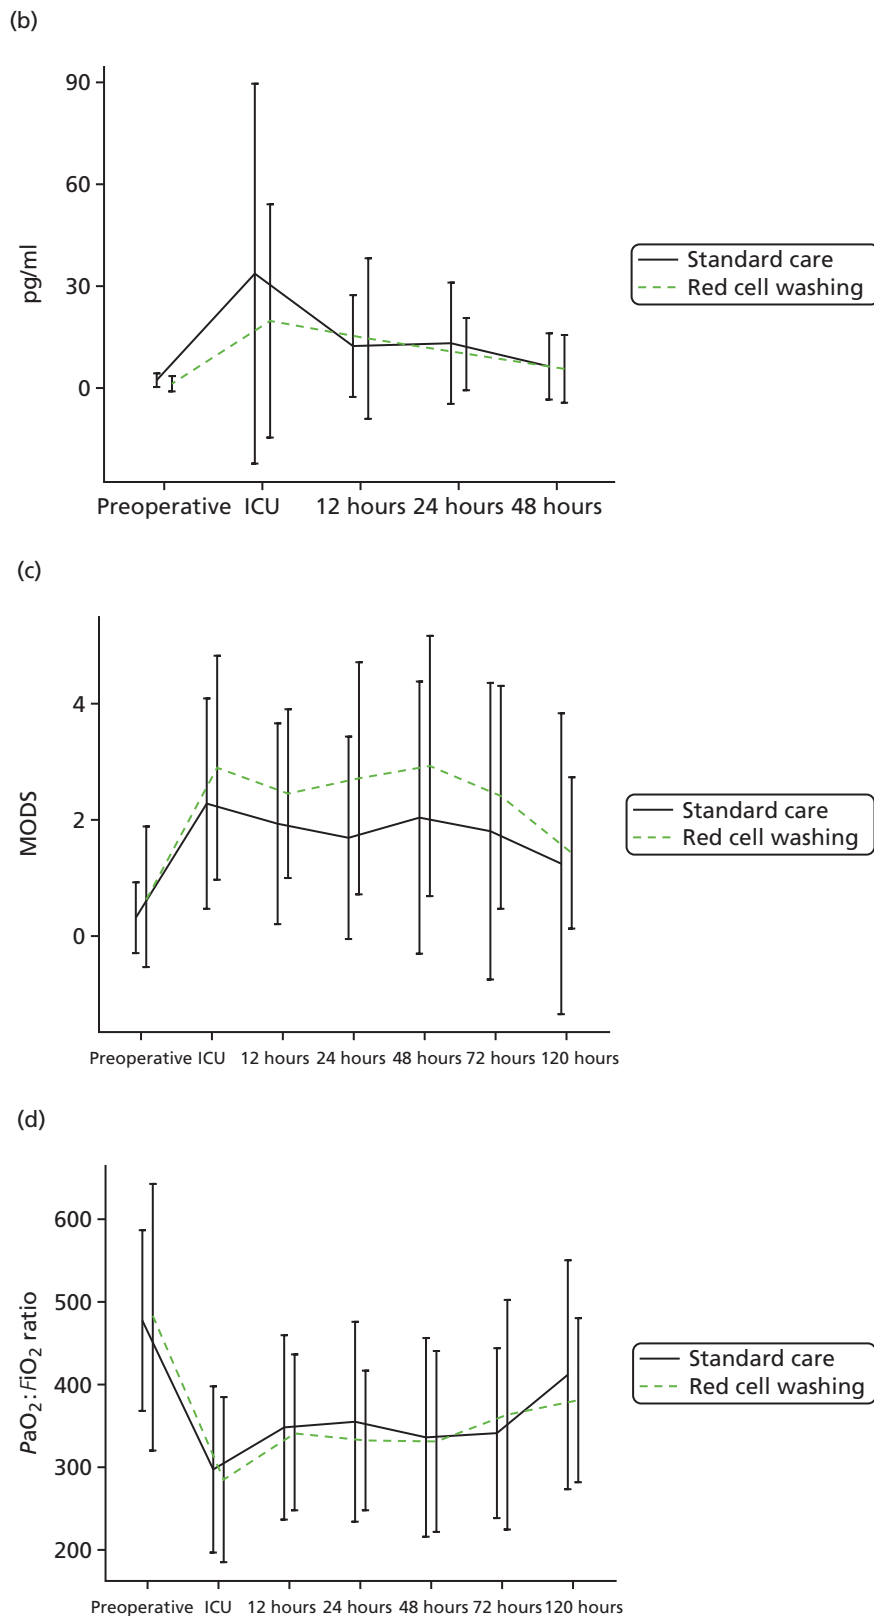 (b)
90
60
30
0
pg/ml
Preoperative ICU 12 hours 24 hours 48 hours
Standard care
Red cell washing
(c)
4
2
0
MODS
Preoperative ICU 12 hours 24 hours 48 hours 72 hours 120 hours
Standard care
Red cell washing
(d)
600
500
400
300
200
PaO₂:FiO₂ ratio
Preoperative ICU 12 hours 24 hours 48 hours 72 hours 120 hours
Standard care
Red cell washing